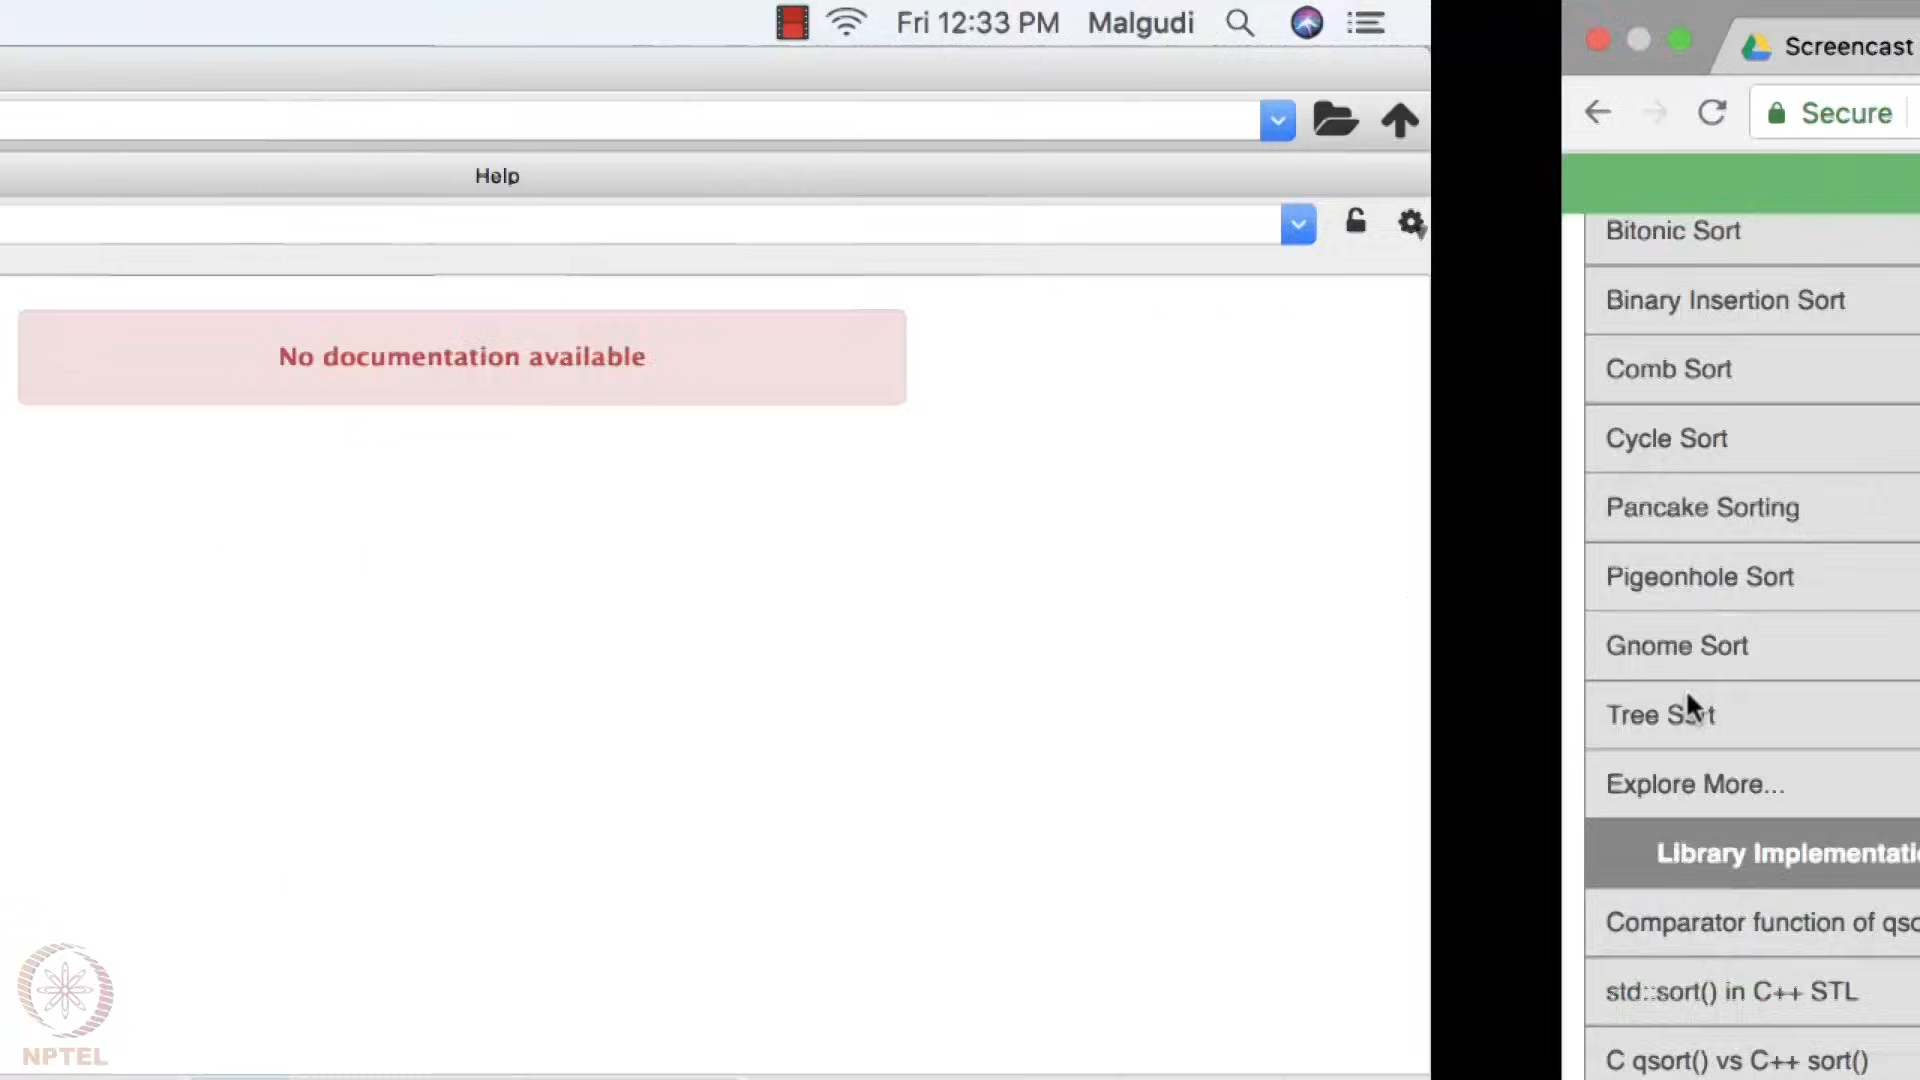 Fri 12:33 PM Malgudi
Help
No documentation available
NPTEL
Screencast
Secure
Bitonic Sort
Binary Insertion Sort
Comb Sort
Cycle Sort
Pancake Sorting
Pigeonhole Sort
Gnome Sort
Tree Sort
Explore More...
Library Implementatio
Comparator function of qso
std::sort() in C++ STL
C qsort() vs C++ sort()